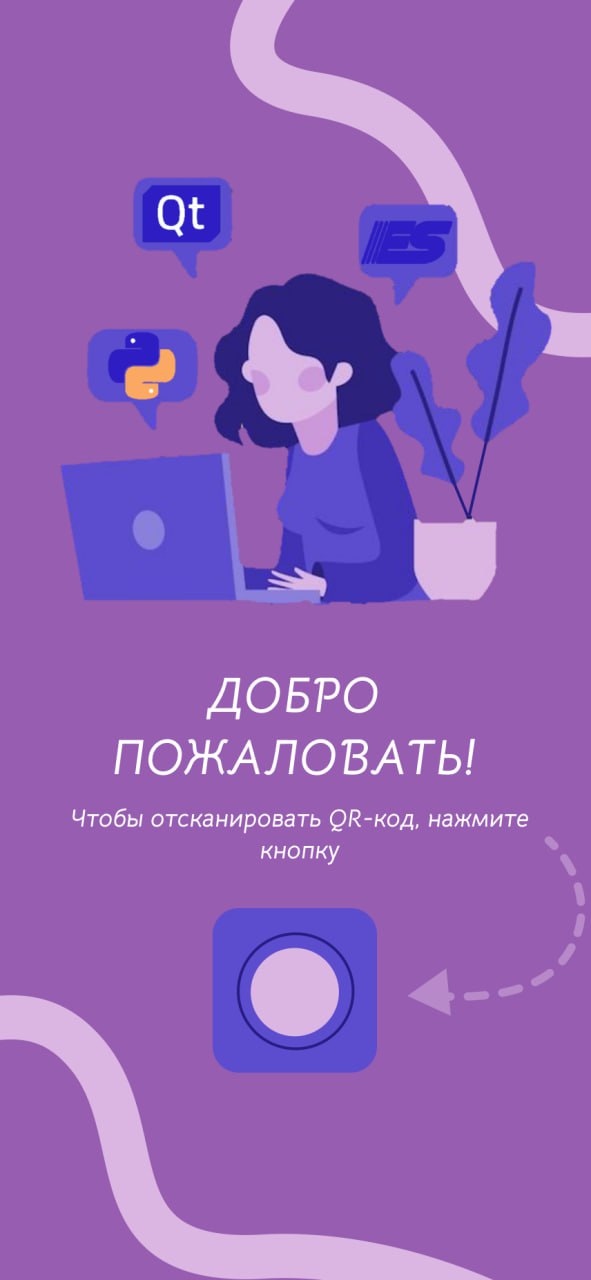 Qt
ES
ДОБРО
ПОЖАЛОВАТЬ!
Чтобы отсканировать QR-код, нажмите
кнопку